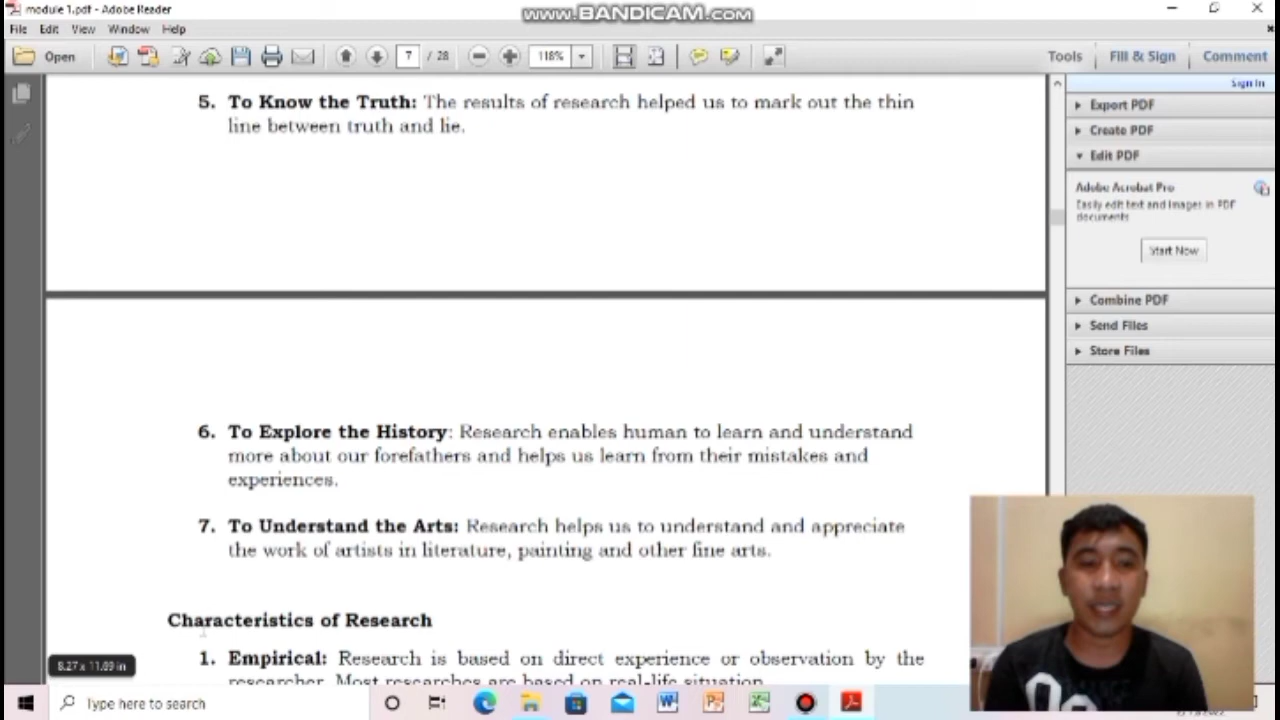 module 1.pdf - Adobe Reader
www.BANDICAM.com
File Edit View Window Help
Open 7 / 28 118% Tools Fill & Sign Comment
Sign In
5. To Know the Truth: The results of research helped us to mark out the thin
line between truth and lie.
Export PDF
Create PDF
Edit PDF
Adobe Acrobat Pro
Easily edit text and images in PDF
documents
Start Now
Combine PDF
Send Files
Store Files
6. To Explore the History: Research enables human to learn and understand
more about our forefathers and helps us learn from their mistakes and
experiences.
7. To Understand the Arts: Research helps us to understand and appreciate
the work of artists in literature, painting and other fine arts.
Characteristics of Research
1. Empirical: Research is based on direct experience or observation by the
researcher. Most researches are based on real-life situation.
8.27 x 11.69 in
Type here to search